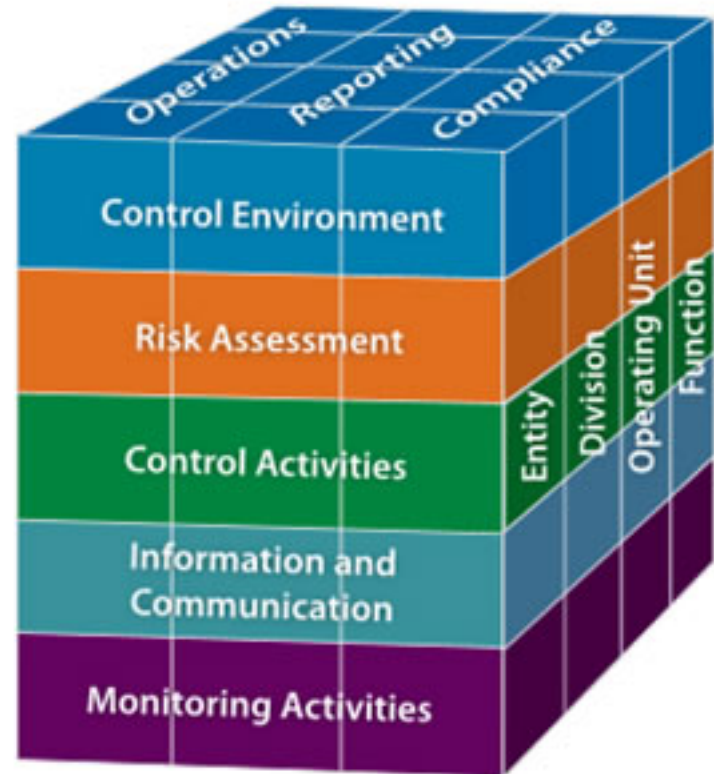 Operations
Reporting
Compliance
Control Environment
Risk Assessment
Control Activities
Information and
Communication
Monitoring Activities
Entity
Division
Operating Unit
Function